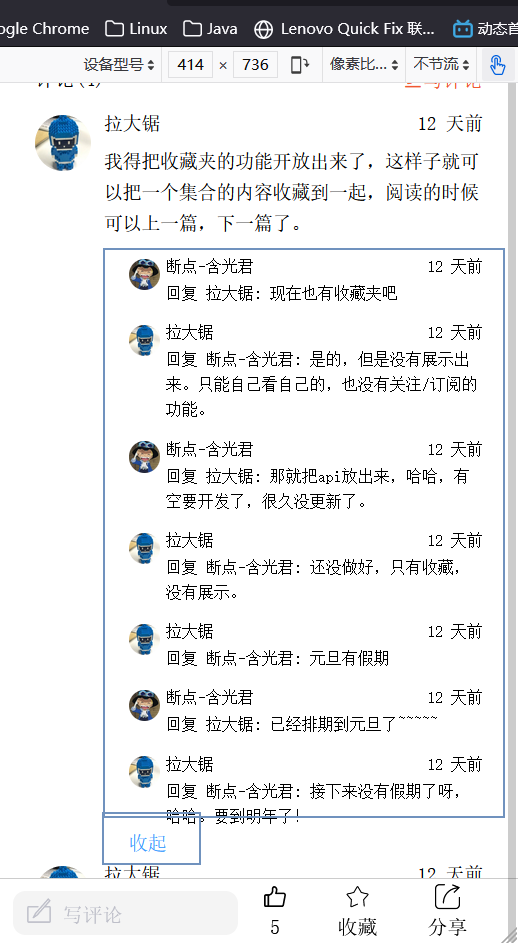 ogle Chrome Linux Java Lenovo Quick Fix 联... 动态首
设备型号 414 × 736 像素比... 不节流
写评论
拉大锯 12 天前
我得把收藏夹的功能开放出来了，这样子就可
以把一个集合的内容收藏到一起，阅读的时候
可以上一篇，下一篇了。
断点-含光君 12 天前
回复 拉大锯: 现在也有收藏夹吧
拉大锯 12 天前
回复 断点-含光君: 是的，但是没有展示出
来。只能自己看自己的，也没有关注/订阅的
功能。
断点-含光君 12 天前
回复 拉大锯: 那就把api放出来，哈哈，有
空要开发了，很久没更新了。
拉大锯 12 天前
回复 断点-含光君: 还没做好，只有收藏，
没有展示。
拉大锯 12 天前
回复 断点-含光君: 元旦有假期
断点-含光君 12 天前
回复 拉大锯: 已经排期到元旦了~~~~~
拉大锯 12 天前
回复 断点-含光君: 接下来没有假期了呀，
哈哈。要到明年了!
收起
拉大锯 12 天前
写评论 5 收藏 分享